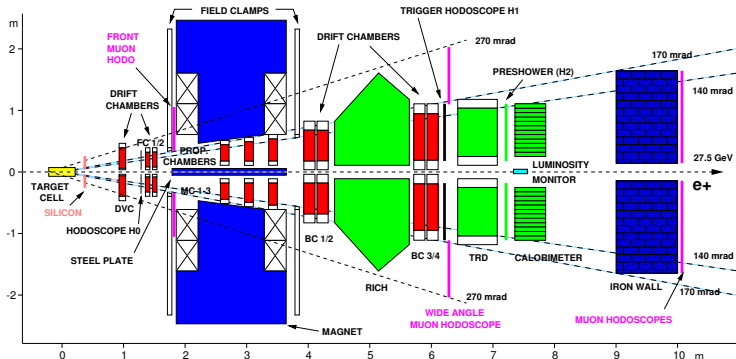 m
FIELD CLAMPS
TRIGGER HODOSCOPE H1
2
FRONT
MUON
HODO
DRIFT CHAMBERS
270 mrad
170 mrad
PRESHOWER (H2)
DRIFT
CHAMBERS
1
FC 1/2
140 mrad
PROP.
CHAMBERS
27.5 GeV
0
LUMINOSITY
e+
TARGET
CELL
MC 1-3
MONITOR
SILICON
DVC
HODOSCOPE H0
-1
STEEL PLATE
BC 1/2
BC 3/4
TRD
CALORIMETER
140 mrad
RICH
IRON WALL
170 mrad
-2
270 mrad
WIDE ANGLE
MUON HODOSCOPE
MUON HODOSCOPES
MAGNET
0 1 2 3 4 5 6 7 8 9 10 m